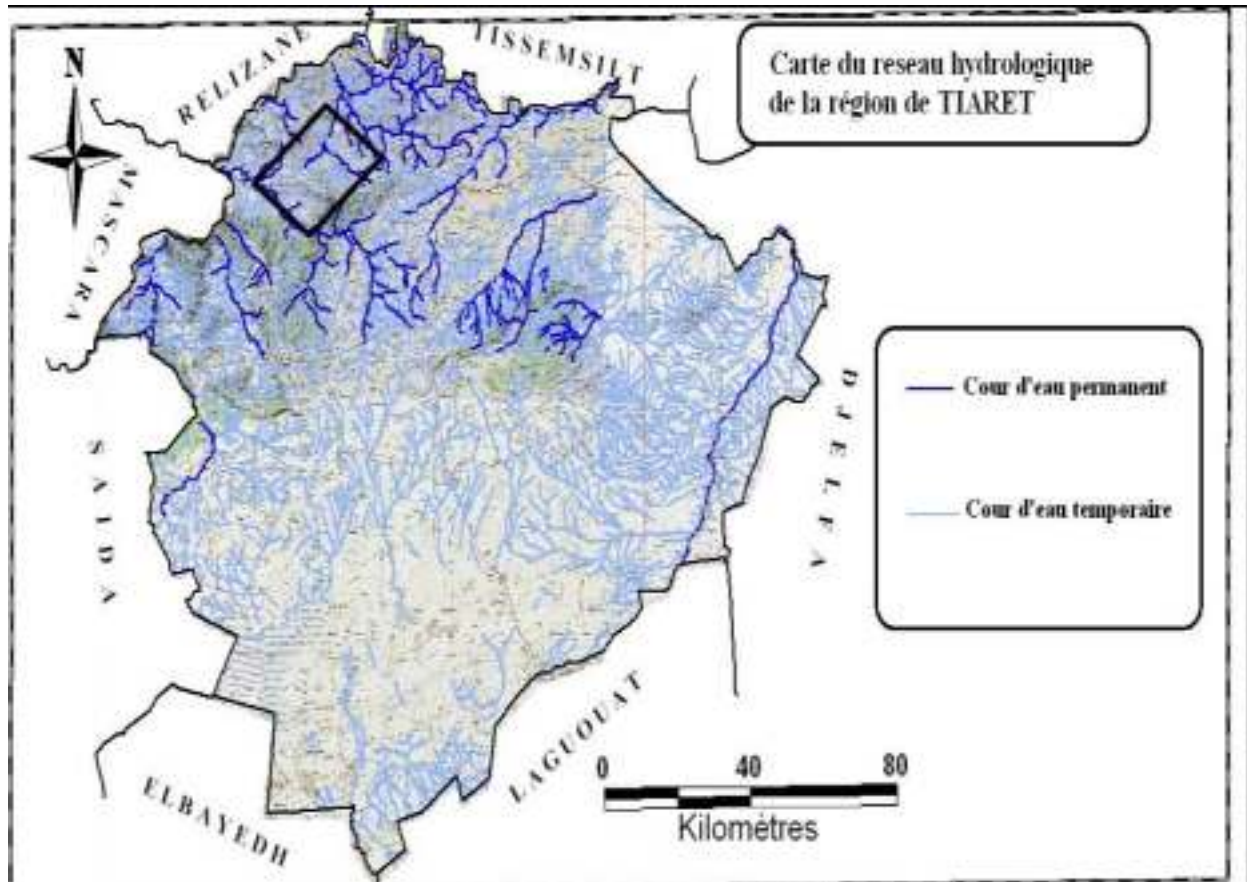 Carte du reseau hydrologique
de la région de TIARET
N
RELIZANE
TISSEMSILT
MASCARA
SAIDA
DJELFA
ELBAYEDH
LAGUOUAT
Cour d'eau permanent
Cour d'eau temporaire
0 40 80
Kilométres